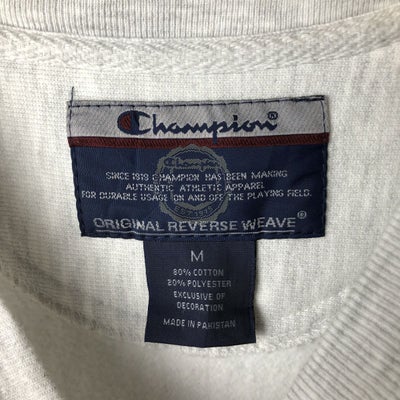 Champion®
SINCE 1919 CHAMPION HAS BEEN MAKING
AUTHENTIC ATHLETIC APPAREL
FOR DURABLE USAGE ON AND OFF THE PLAYING FIELD.
ORIGINAL REVERSE WEAVE®
M
80% COTTON
20% POLYESTER
EXCLUSIVE OF
DECORATION
MADE IN PAKISTAN